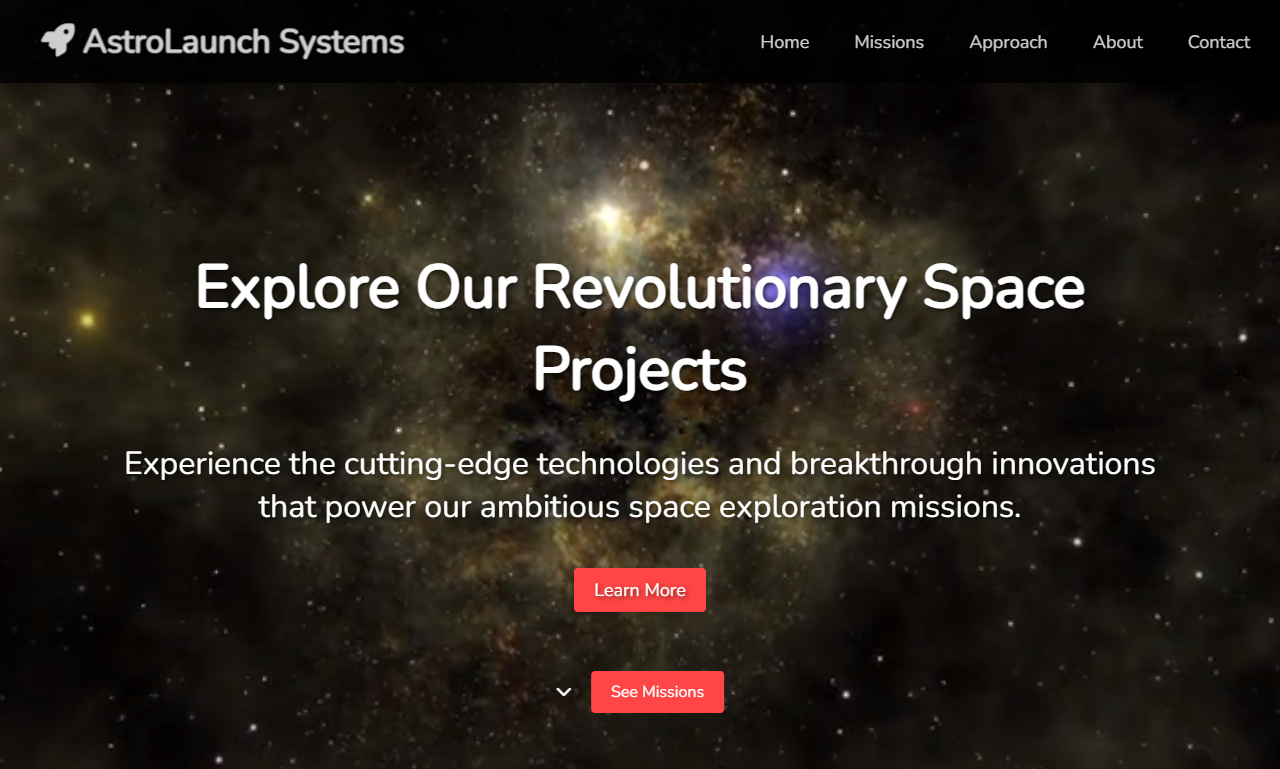 AstroLaunch Systems
Home Missions Approach About Contact
Explore Our Revolutionary Space
Projects
Experience the cutting-edge technologies and breakthrough innovations
that power our ambitious space exploration missions.
Learn More
See Missions